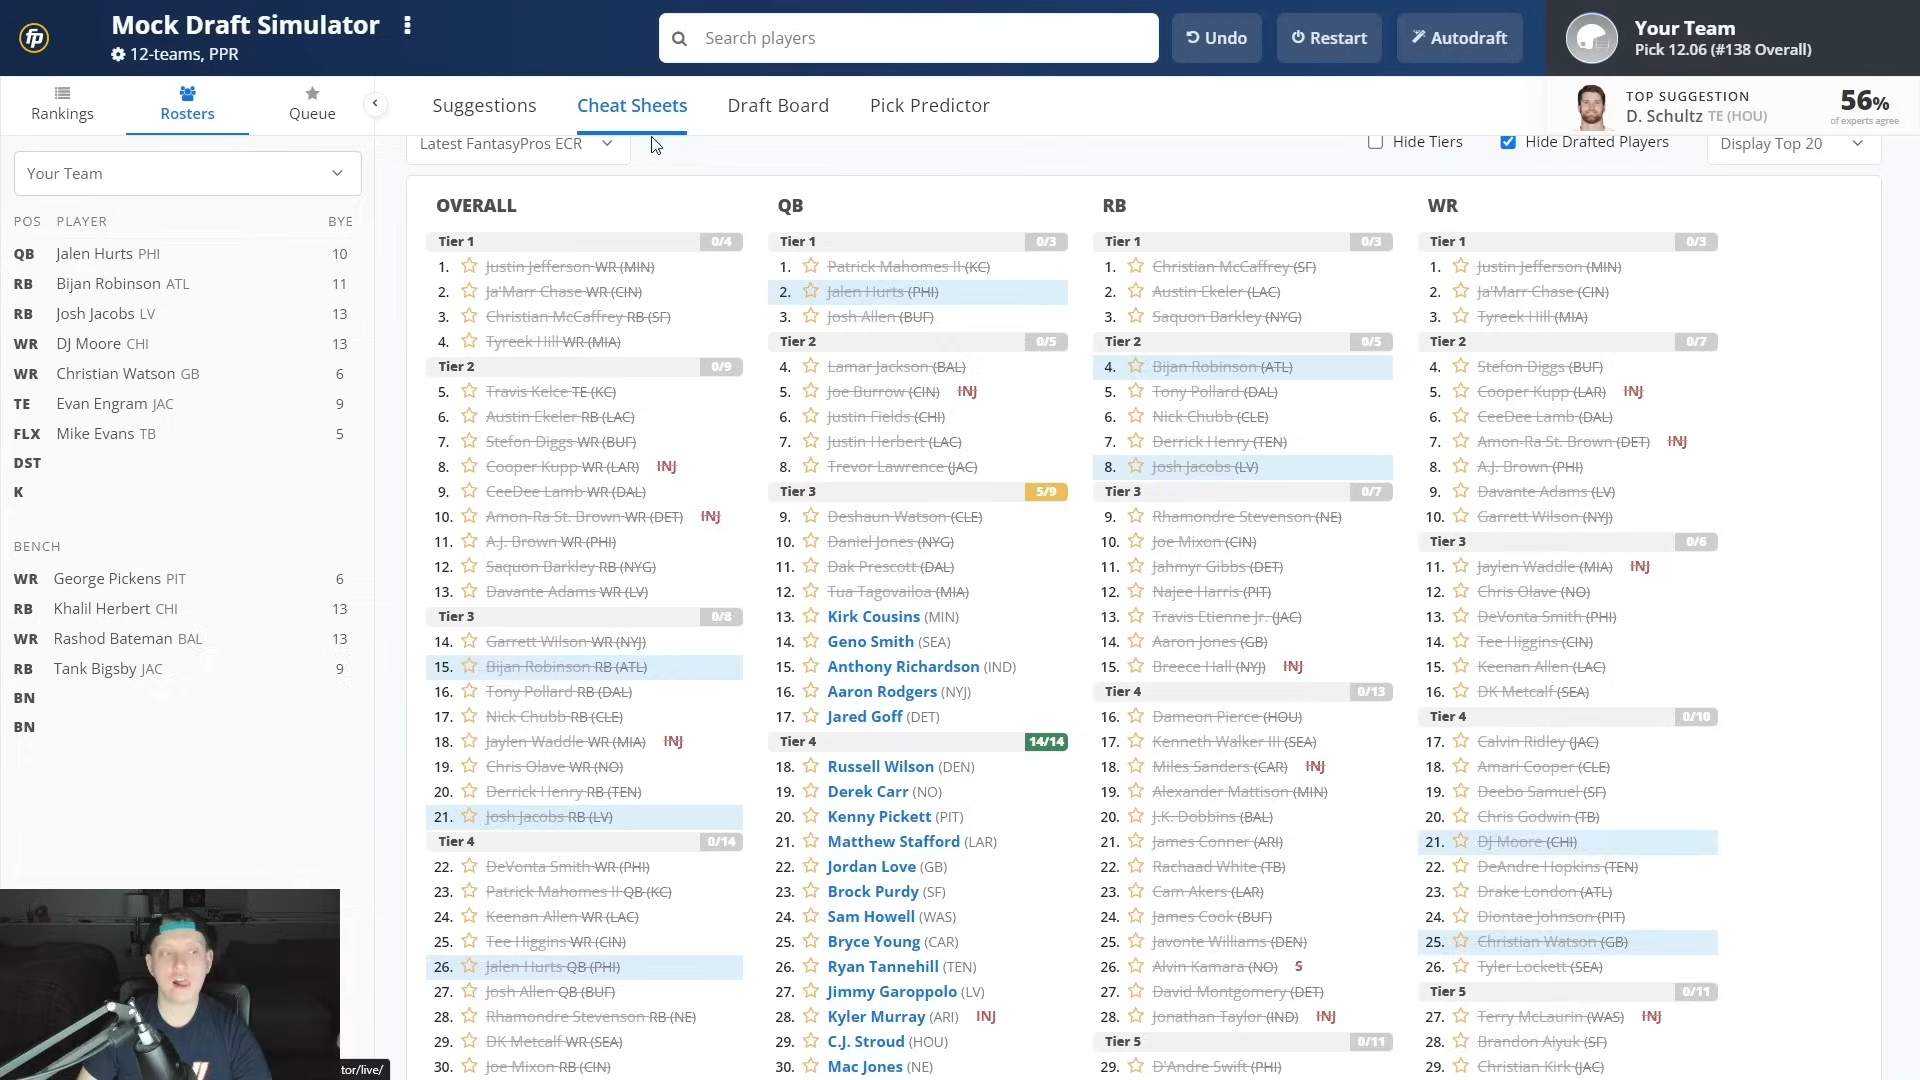 fp
Mock Draft Simulator
12-teams, PPR
Search players
Undo
Restart
Autodraft
Your Team
Pick 12.06 (#138 Overall)
Rankings
Rosters
Queue
Suggestions
Cheat Sheets
Draft Board
Pick Predictor
TOP SUGGESTION
D. Schultz TE (HOU)
56%
of experts agree
Latest FantasyPros ECR
Hide Tiers
Hide Drafted Players
Display Top 20
Your Team
POS PLAYER BYE
QB Jalen Hurts PHI 10
RB Bijan Robinson ATL 11
RB Josh Jacobs LV 13
WR DJ Moore CHI 13
WR Christian Watson GB 6
TE Evan Engram JAC 9
FLX Mike Evans TB 5
DST
K
BENCH
WR George Pickens PIT 6
RB Khalil Herbert CHI 13
WR Rashod Bateman BAL 13
RB Tank Bigsby JAC 9
BN
BN
tor/live/
OVERALL
Tier 1 0/4
1. Justin Jefferson WR (MIN)
2. Ja'Marr Chase WR (CIN)
3. Christian McCaffrey RB (SF)
4. Tyreek Hill WR (MIA)
Tier 2 0/9
5. Travis Kelce TE (KC)
6. Austin Ekeler RB (LAC)
7. Stefon Diggs WR (BUF)
8. Cooper Kupp WR (LAR) INJ
9. CeeDee Lamb WR (DAL)
10. Amon-Ra St. Brown WR (DET) INJ
11. A.J. Brown WR (PHI)
12. Saquon Barkley RB (NYG)
13. Davante Adams WR (LV)
Tier 3 0/8
14. Garrett Wilson WR (NYJ)
15. Bijan Robinson RB (ATL)
16. Tony Pollard RB (DAL)
17. Nick Chubb RB (CLE)
18. Jaylen Waddle WR (MIA) INJ
19. Chris Olave WR (NO)
20. Derrick Henry RB (TEN)
21. Josh Jacobs RB (LV)
Tier 4 0/14
22. DeVonta Smith WR (PHI)
23. Patrick Mahomes II QB (KC)
24. Keenan Allen WR (LAC)
25. Tee Higgins WR (CIN)
26. Jalen Hurts QB (PHI)
27. Josh Allen QB (BUF)
28. Rhamondre Stevenson RB (NE)
29. DK Metcalf WR (SEA)
30. Joe Mixon RB (CIN)
QB
Tier 1 0/3
1. Patrick Mahomes II (KC)
2. Jalen Hurts (PHI)
3. Josh Allen (BUF)
Tier 2 0/5
4. Lamar Jackson (BAL)
5. Joe Burrow (CIN) INJ
6. Justin Fields (CHI)
7. Justin Herbert (LAC)
8. Trevor Lawrence (JAC)
Tier 3 5/9
9. Deshaun Watson (CLE)
10. Daniel Jones (NYG)
11. Dak Prescott (DAL)
12. Tua Tagovailoa (MIA)
13. Kirk Cousins (MIN)
14. Geno Smith (SEA)
15. Anthony Richardson (IND)
16. Aaron Rodgers (NYJ)
17. Jared Goff (DET)
Tier 4 14/14
18. Russell Wilson (DEN)
19. Derek Carr (NO)
20. Kenny Pickett (PIT)
21. Matthew Stafford (LAR)
22. Jordan Love (GB)
23. Brock Purdy (SF)
24. Sam Howell (WAS)
25. Bryce Young (CAR)
26. Ryan Tannehill (TEN)
27. Jimmy Garoppolo (LV)
28. Kyler Murray (ARI) INJ
29. C.J. Stroud (HOU)
30. Mac Jones (NE)
RB
Tier 1 0/3
1. Christian McCaffrey (SF)
2. Austin Ekeler (LAC)
3. Saquon Barkley (NYG)
Tier 2 0/5
4. Bijan Robinson (ATL)
5. Tony Pollard (DAL)
6. Nick Chubb (CLE)
7. Derrick Henry (TEN)
8. Josh Jacobs (LV)
Tier 3 0/7
9. Rhamondre Stevenson (NE)
10. Joe Mixon (CIN)
11. Jahmyr Gibbs (DET)
12. Najee Harris (PIT)
13. Travis Etienne Jr. (JAC)
14. Aaron Jones (GB)
15. Breece Hall (NYJ) INJ
Tier 4 0/13
16. Dameon Pierce (HOU)
17. Kenneth Walker III (SEA)
18. Miles Sanders (CAR) INJ
19. Alexander Mattison (MIN)
20. J.K. Dobbins (BAL)
21. James Conner (ARI)
22. Rachaad White (TB)
23. Cam Akers (LAR)
24. James Cook (BUF)
25. Javonte Williams (DEN)
26. Alvin Kamara (NO) S
27. David Montgomery (DET)
28. Jonathan Taylor (IND) INJ
Tier 5 0/11
29. D'Andre Swift (PHI)
WR
Tier 1 0/3
1. Justin Jefferson (MIN)
2. Ja'Marr Chase (CIN)
3. Tyreek Hill (MIA)
Tier 2 0/7
4. Stefon Diggs (BUF)
5. Cooper Kupp (LAR) INJ
6. CeeDee Lamb (DAL)
7. Amon-Ra St. Brown (DET) INJ
8. A.J. Brown (PHI)
9. Davante Adams (LV)
10. Garrett Wilson (NYJ)
Tier 3 0/6
11. Jaylen Waddle (MIA) INJ
12. Chris Olave (NO)
13. DeVonta Smith (PHI)
14. Tee Higgins (CIN)
15. Keenan Allen (LAC)
16. DK Metcalf (SEA)
Tier 4 0/10
17. Calvin Ridley (JAC)
18. Amari Cooper (CLE)
19. Deebo Samuel (SF)
20. Chris Godwin (TB)
21. DJ Moore (CHI)
22. DeAndre Hopkins (TEN)
23. Drake London (ATL)
24. Diontae Johnson (PIT)
25. Christian Watson (GB)
26. Tyler Lockett (SEA)
Tier 5 0/11
27. Terry McLaurin (WAS) INJ
28. Brandon Aiyuk (SF)
29. Christian Kirk (JAC)